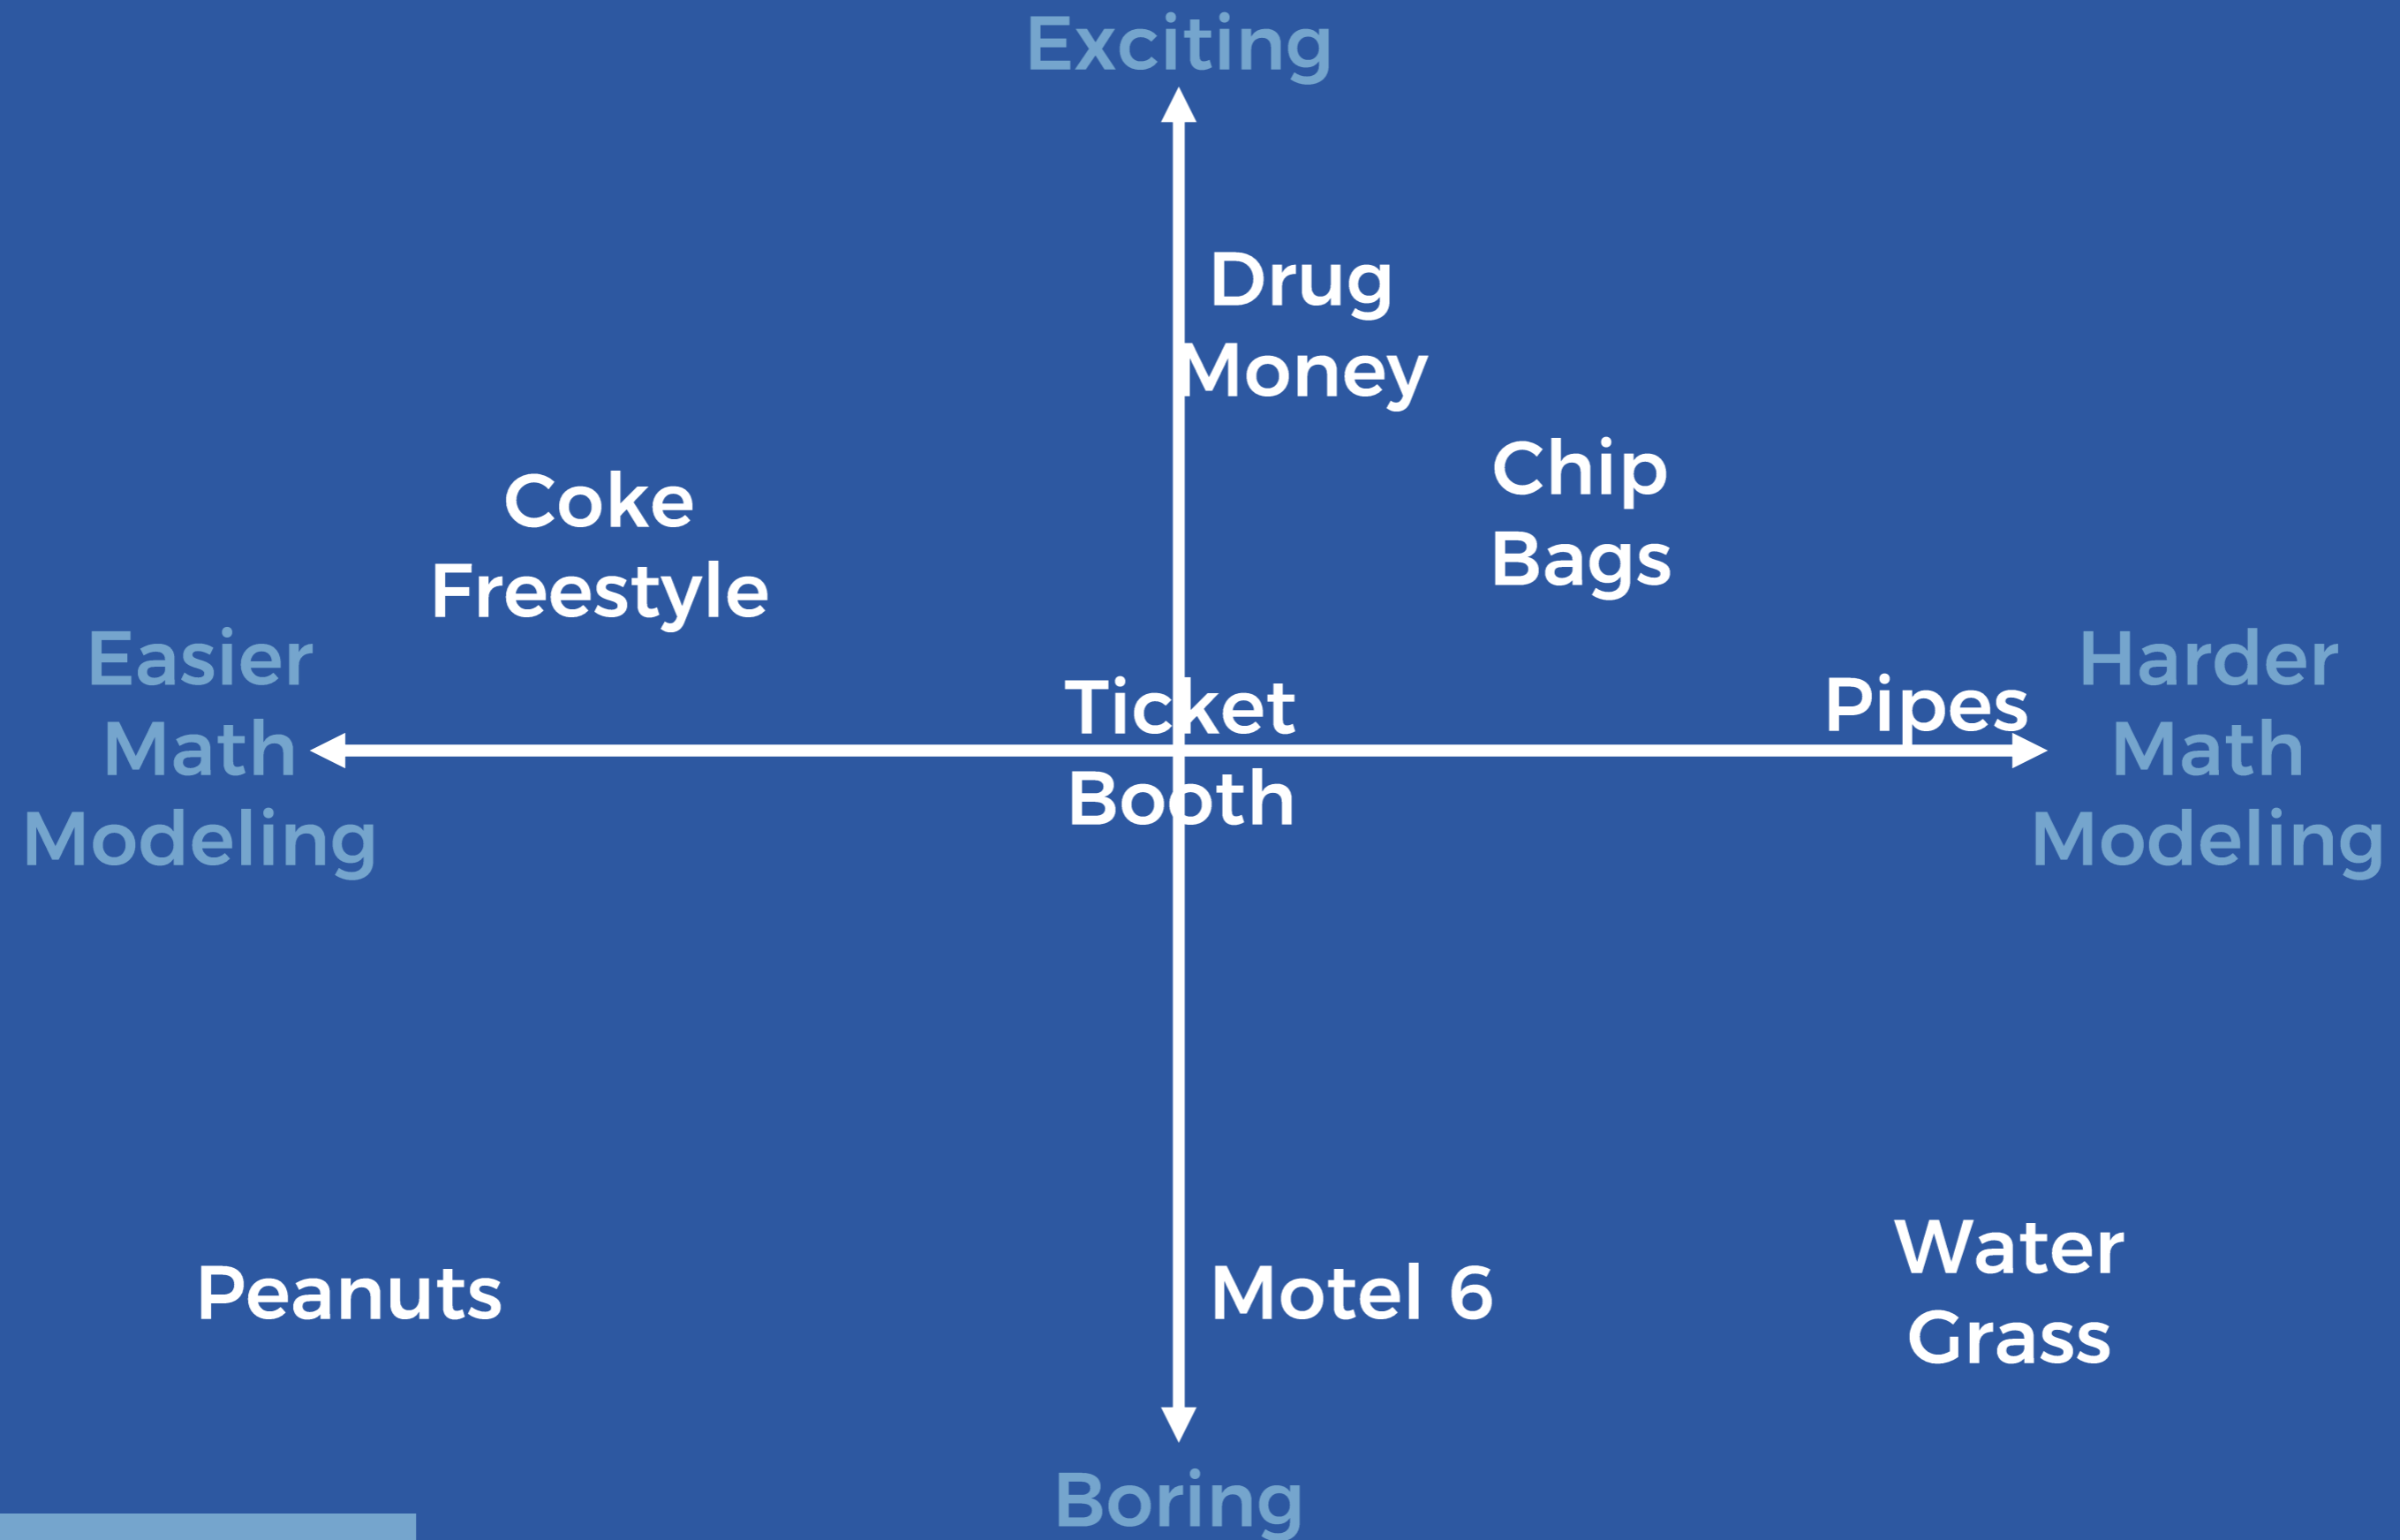 Exciting
Drug
Money
Coke
Freestyle
Chip
Bags
Easier
Math
Modeling
Ticket
Booth
Pipes
Harder
Math
Modeling
Peanuts
Motel 6
Water
Grass
Boring